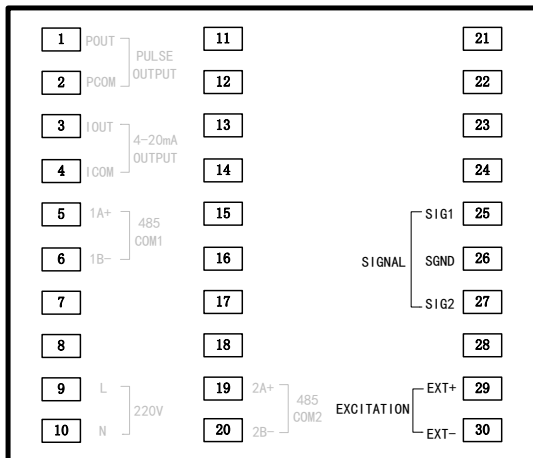 1 POUT 11 21
PULSE
OUTPUT
2 PCOM 12 22
3 IOUT 13 23
4-20mA
OUTPUT
4 ICOM 14 24
5 1A+ 15 SIG1 25
485
COM1
6 1B- 16 SIGNAL SGND 26
7 17 SIG2 27
8 18 28
9 L 19 2A+ EXT+ 29
220V 485
COM2 EXCITATION
10 N 20 2B- EXT- 30